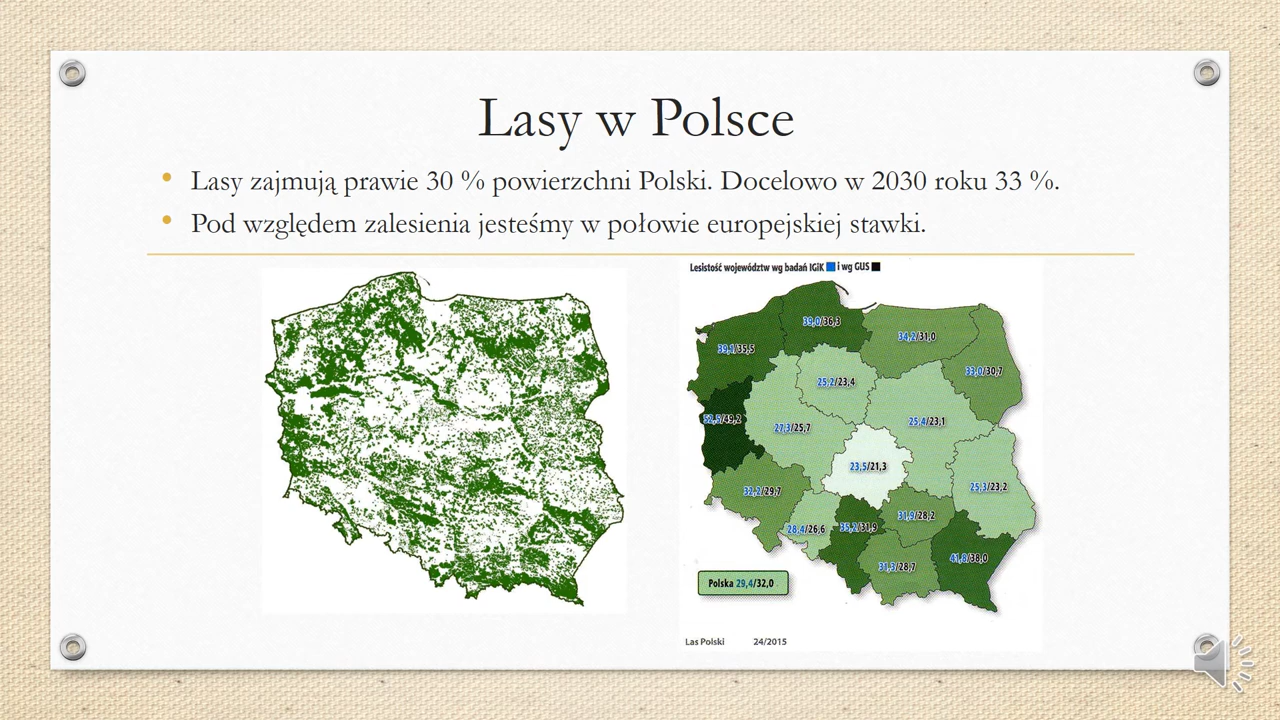 Lasy w Polsce
• Lasy zajmują prawie 30 % powierzchni Polski. Docelowo w 2030 roku 33 %.
• Pod względem zalesienia jesteśmy w połowie europejskiej stawki.
Lesistość województw wg badań IGiK i wg GUS
39,0/36,3
34,2/31,0
39,1/35,5
33,0/30,7
25,2/23,4
52,5/49,2
27,3/25,7
25,4/23,1
23,5/21,3
25,3/23,2
32,2/29,7
31,9/28,2
28,4/26,6
35,2/31,9
41,8/38,0
31,3/28,7
Polska 29,4/32,0
Las Polski 24/2015